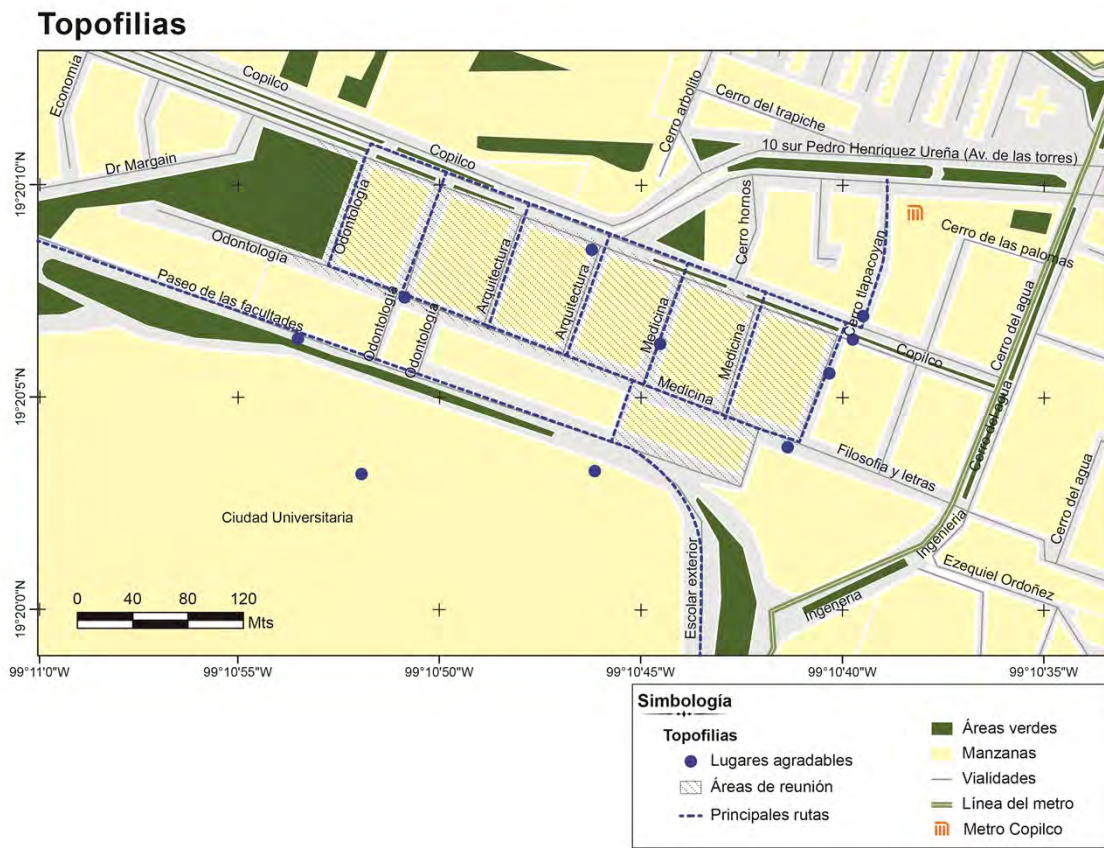 Topofilias
Economía
Copilco
Cerro arbolito
Cerro del trapiche
Dr Margain
Copilco
10 sur Pedro Henriquez Ureña (Av. de las torres)
19°20'10"N
Odontología
Cerro hornos
Cerro de las palomas
Odontología
Arquitectura
Arquitectura
Cerro tlapacoyan
Cerro del agua
Paseo de las facultades
Odontología
Odontología
Medicina
Medicina
Copilco
Medicina
19°20'5"N
Cerro del agua
Filosofia y letras
Cerro del agua
Ciudad Universitaria
Ingenieria
Escolar exterior
Ezequiel Ordoñez
Ingenieria
0 40 80 120
Mts
19°20'0"N
99°11'0"W 99°10'55"W 99°10'50"W 99°10'45"W 99°10'40"W 99°10'35"W
Simbología
Topofilias
Lugares agradables
Áreas de reunión
Principales rutas
Áreas verdes
Manzanas
Vialidades
Línea del metro
Metro Copilco